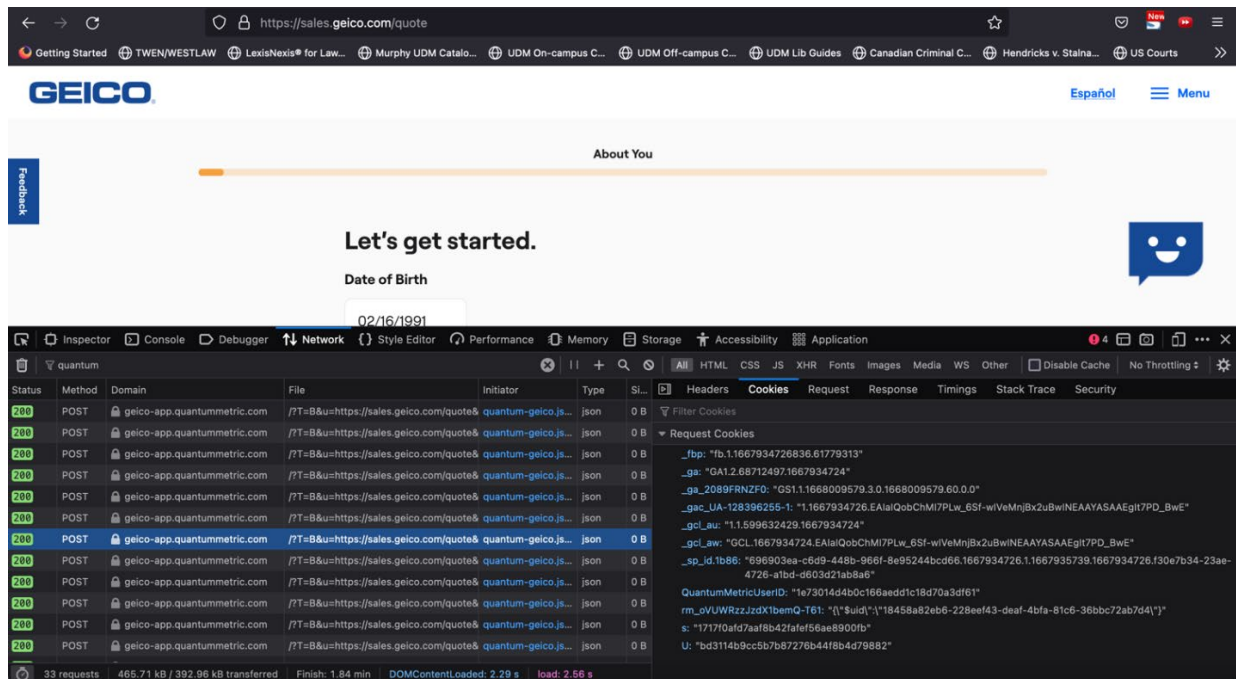 https://sales.geico.com/quote
New
Getting Started TWEN/WESTLAW LexisNexis® for Law... Murphy UDM Catalo... UDM On-campus C... UDM Off-campus C... UDM Lib Guides Canadian Criminal C... Hendricks v. Stalna... US Courts
GEICO. Español Menu
About You
Feedback
Let's get started.
Date of Birth
02/16/1991
Inspector Console Debugger Network Style Editor Performance Memory Storage Accessibility Application 4
quantum All HTML CSS JS XHR Fonts Images Media WS Other Disable Cache No Throttling
Status Method Domain File Initiator Type Si... Headers Cookies Request Response Timings Stack Trace Security
200 POST geico-app.quantummetric.com /?T=B&u=https://sales.geico.com/quote& quantum-geico.js... json 0 B Filter Cookies
200 POST geico-app.quantummetric.com /?T=B&u=https://sales.geico.com/quote& quantum-geico.js... json 0 B Request Cookies
200 POST geico-app.quantummetric.com /?T=B&u=https://sales.geico.com/quote& quantum-geico.js... json 0 B
_fbp: "fb.1.1667934726836.61779313"
200 POST geico-app.quantummetric.com /?T=B&u=https://sales.geico.com/quote& quantum-geico.js... json 0 B
_ga: "GA1.2.68712497.1667934724"
200 POST geico-app.quantummetric.com /?T=B&u=https://sales.geico.com/quote& quantum-geico.js... json 0 B
_ga_2089FRNZF0: "GS1.1.1668009579.3.0.1668009579.60.0.0"
200 POST geico-app.quantummetric.com /?T=B&u=https://sales.geico.com/quote& quantum-geico.js... json 0 B
_gac_UA-128396255-1: "1.1667934726.EAIaIQobChMI7PLw_6Sf-wIVeMnjBx2uBwINEAAYASAAEgIt7PD_BwE"
200 POST geico-app.quantummetric.com /?T=B&u=https://sales.geico.com/quote& quantum-geico.js... json 0 B
_gcl_au: "1.1.599632429.1667934724"
200 POST geico-app.quantummetric.com /?T=B&u=https://sales.geico.com/quote& quantum-geico.js... json 0 B
_gcl_aw: "GCL.1667934724.EAIaIQobChMI7PLw_6Sf-wIVeMnjBx2uBwINEAAYASAAEgIt7PD_BwE"
200 POST geico-app.quantummetric.com /?T=B&u=https://sales.geico.com/quote& quantum-geico.js... json 0 B
_sp_id.1b86: "696903ea-c6d9-448b-966f-8e95244bcd66.1667934726.1.1667935739.1667934726.f30e7b34-23ae-
4726-a1bd-d603d21ab8a6"
200 POST geico-app.quantummetric.com /?T=B&u=https://sales.geico.com/quote& quantum-geico.js... json 0 B
QuantumMetricUserID: "1e73014d4b0c166aedd1c18d70a3df61"
200 POST geico-app.quantummetric.com /?T=B&u=https://sales.geico.com/quote& quantum-geico.js... json 0 B
rm_oVUWRzzJzdX1bemQ-T61: "{\"$uid\":\"18458a82eb6-228eef43-deaf-4bfa-81c6-36bbc72ab7d4\"}"
200 POST geico-app.quantummetric.com /?T=B&u=https://sales.geico.com/quote& quantum-geico.js... json 0 B
s: "1717f0afd7aaf8b42fafef56ae8900fb"
200 POST geico-app.quantummetric.com /?T=B&u=https://sales.geico.com/quote& quantum-geico.js... json 0 B
U: "bd3114b9cc5b7b87276b44f8b4d79882"
33 requests 465.71 kB / 392.96 kB transferred Finish: 1.84 min DOMContentLoaded: 2.29 s load: 2.56 s